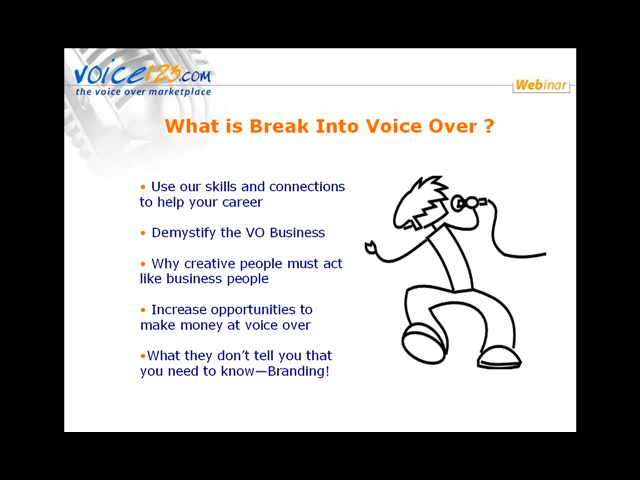 voice123.com
the voice over marketplace
Webinar
What is Break Into Voice Over ?
• Use our skills and connections
to help your career
• Demystify the VO Business
• Why creative people must act
like business people
• Increase opportunities to
make money at voice over
•What they don't tell you that
you need to know—Branding!